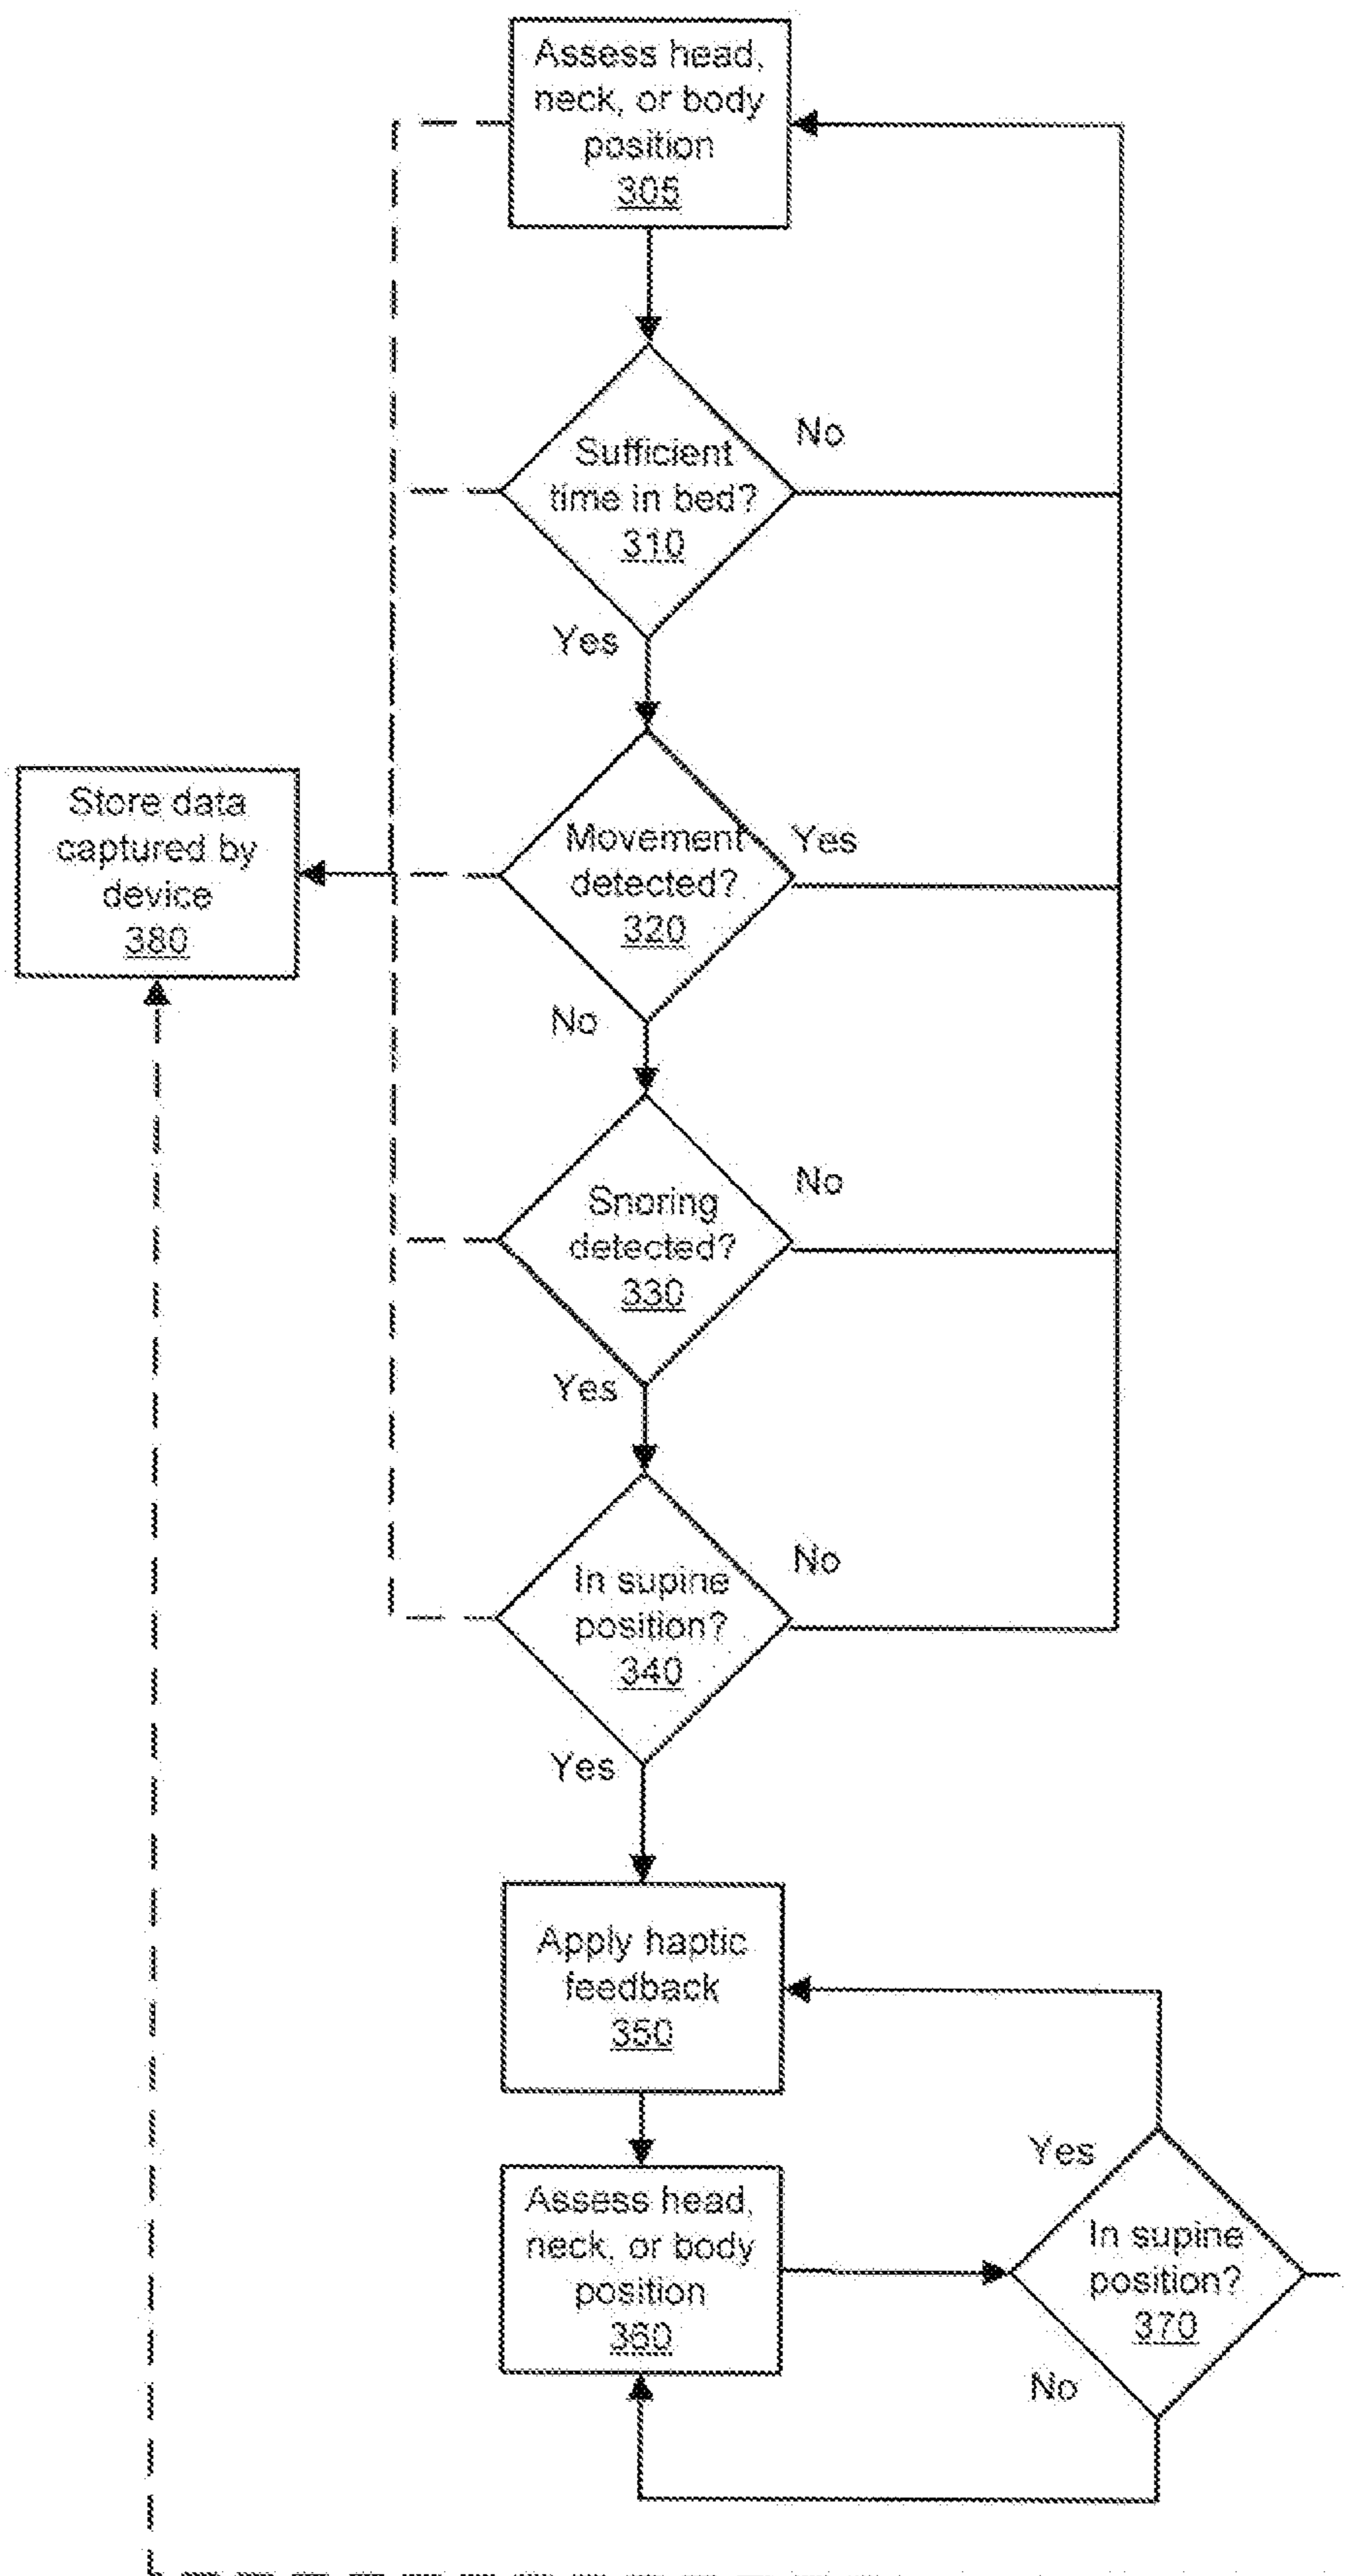 Assess head,
neck, or body
position
305
Sufficient
time in bed?
310
No
Yes
Movement
detected?
320
Yes
No
Store data
captured by
device
380
Snoring
detected?
330
No
Yes
In supine
position?
340
No
Yes
Apply haptic
feedback
350
Assess head,
neck, or body
position
360
Yes
In supine
position?
370
No